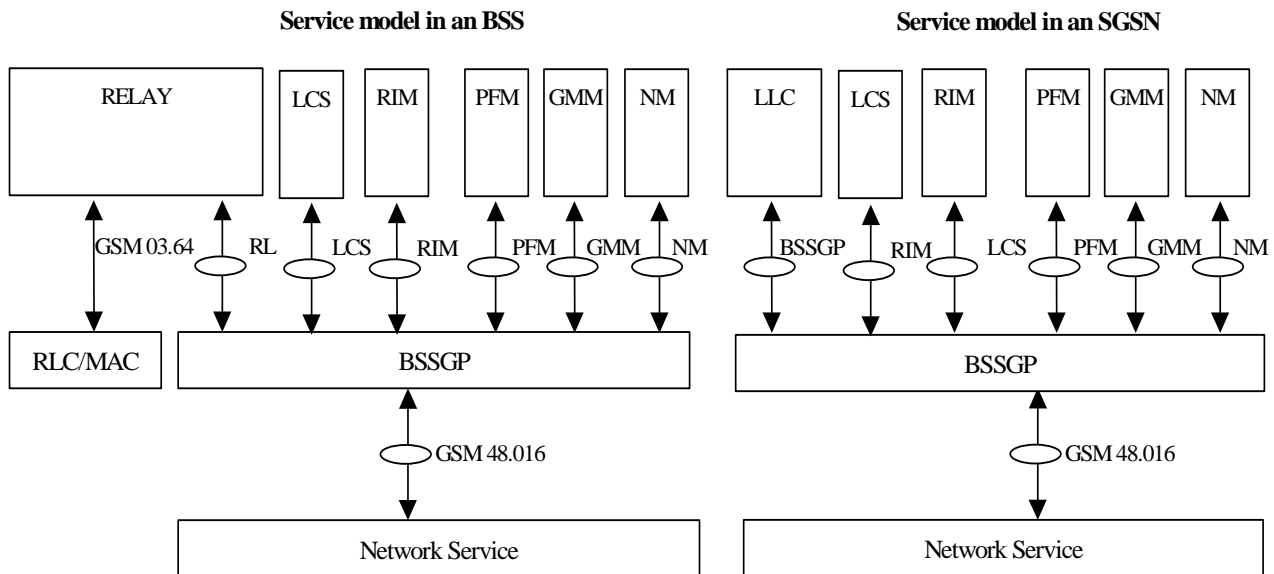 Service model in an BSS
Service model in an SGSN
RELAY
LCS
RIM
PFM
GMM
NM
LLC
LCS
RIM
PFM
GMM
NM
GSM 03.64
RL
LCS
RIM
PFM
GMM
NM
BSSGP
RIM
LCS
PFM
GMM
NM
RLC/MAC
BSSGP
BSSGP
GSM 48.016
GSM 48.016
Network Service
Network Service